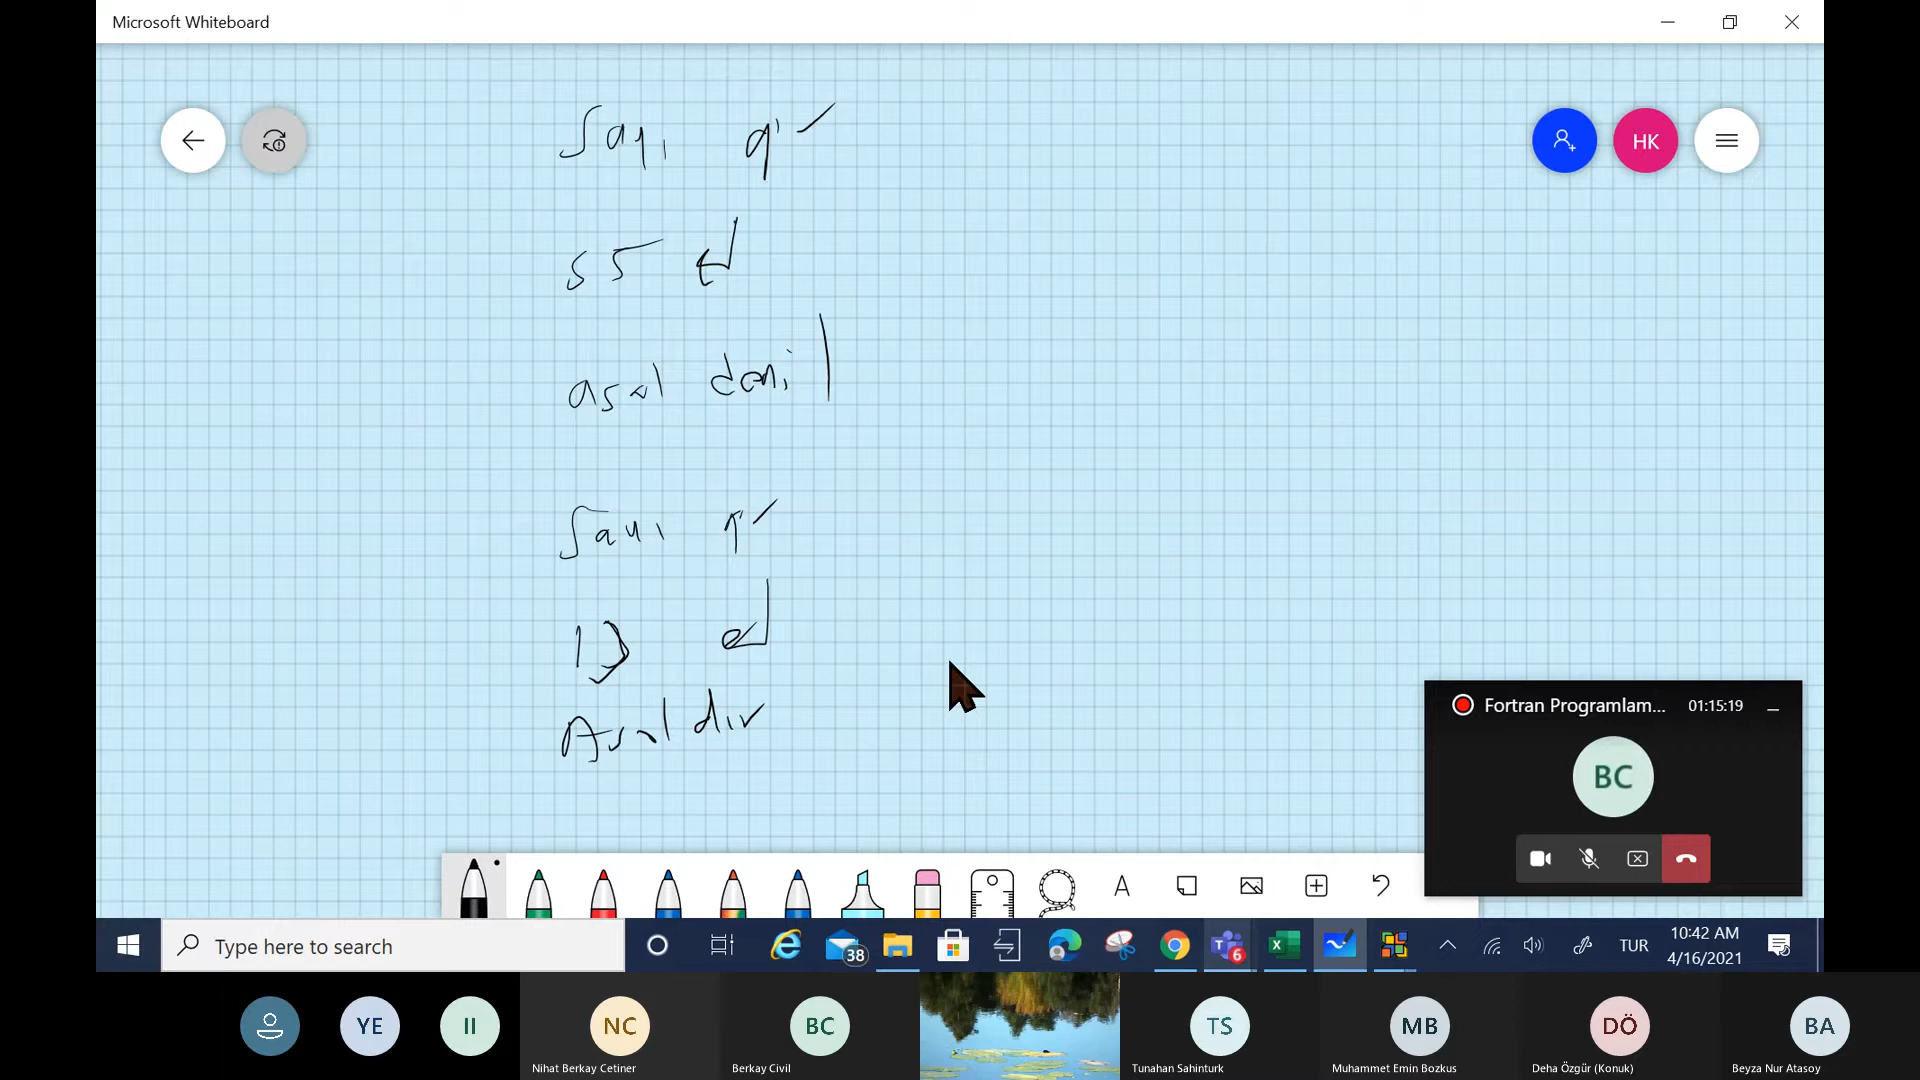 Microsoft Whiteboard
HK
Sayı gir
55 ↵
asal değil
Sayı gir
13 ↵
Asaldır
Fortran Programlam... 01:15:19
BC
A
Type here to search
38
6
TUR
10:42 AM
4/16/2021
YE
II
NC
BC
TS
MB
DÖ
BA
Nihat Berkay Cetiner
Berkay Civil
Tunahan Sahinturk
Muhammet Emin Bozkus
Deha Özgür (Konuk)
Beyza Nur Atasoy